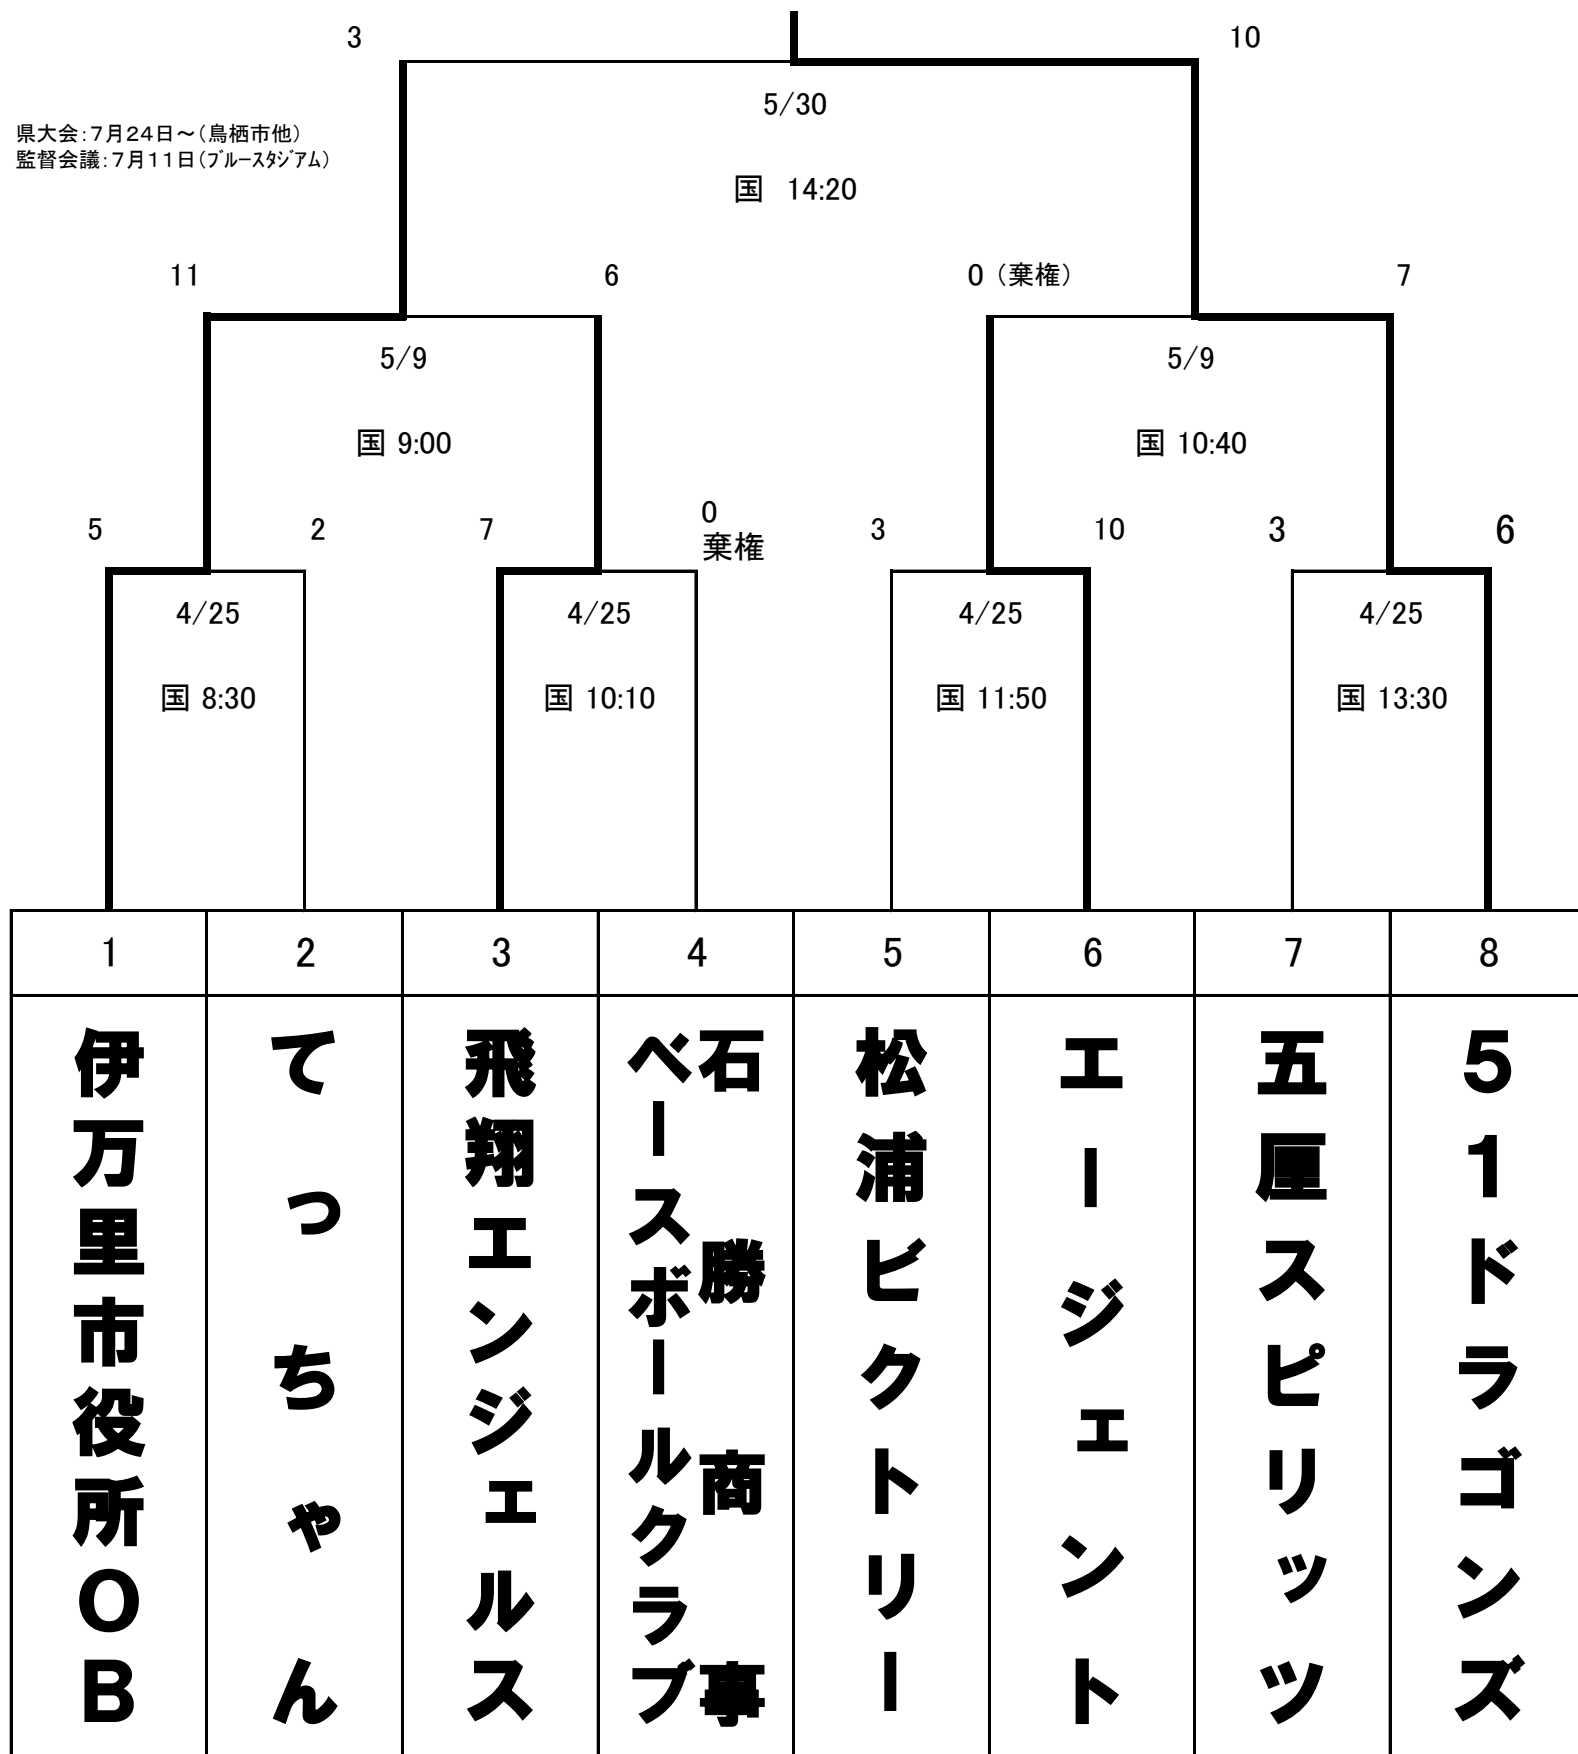 3
10
5/30
県大会:7月24日～(鳥栖市他)
監督会議:7月11日(ﾌﾞﾙｰｽﾀｼﾞｱﾑ)
国 14:20
11
6
0 (棄権)
7
5/9
5/9
国 9:00
国 10:40
5
2
7
0
棄権
3
10
3
6
4/25
4/25
4/25
4/25
国 8:30
国 10:10
国 11:50
国 13:30
1
2
3
4
5
6
7
8
伊万里市役所OB
てっちゃん
飛翔エンジェルス
石勝商事
ベースボールクラブ
松浦ビクトリー
エージェント
五厘スピリッツ
51ドラゴンズ